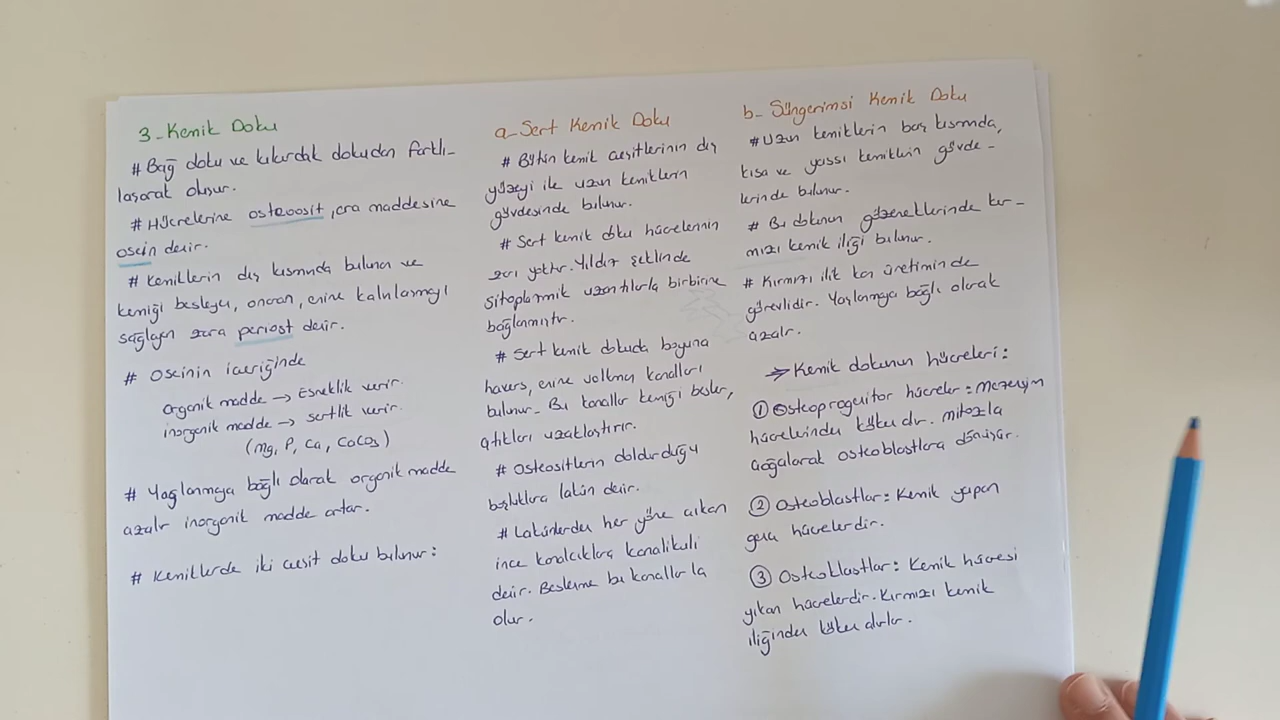 3-Kemik Doku
# Bağ doku ve kıkırdak dokudan farklı-
laşarak oluşur.
# Hücrelerine osteosit, ara maddesine
osein denir.
# Kemiklerin dış kısmında bulunan ve
kemiği besleyen, onaran, enine kalınlaşmayı
sağlayan zara periost denir.
# Oseinin içeriğinde
organik madde → Esneklik verir.
inorganik madde → sertlik verir.
(Mg, P, Ca, CaCO3)
# Yaşlanmaya bağlı olarak organik madde
azalır inorganik madde artar.
# Kemiklerde iki çeşit doku bulunur:
a-Sert Kemik Doku
# Bütün kemik çeşitlerinin dış
yüzeyi ile uzun kemiklerin
gövdesinde bulunur.
# Sert kemik doku hücrelerinin
zarı yoktur. Yıldız şeklinde
sitoplazmik uzantılarla birbirine
bağlanmıştır.
# Sert kemik dokuda boyuna
havers, enine volkman kanalları
bulunur. Bu kanallar kemiği besler,
atıkları uzaklaştırır.
# Osteositlerin doldurduğu
boşluklara lakün denir.
# Lakünlerden her yöne çıkan
ince kanalcıklara kanalikuli
denir. Beslenme bu kanallarla
olur.
b- Süngerimsi Kemik Doku
# Uzun kemiklerin baş kısmında,
kısa ve yassı kemiklerin gövde-
lerinde bulunur.
# Bu dokunun gözeneklerinde kır-
mızı kemik iliği bulunur.
# Kırmızı ilik kan üretiminde
görevlidir. Yaşlanmaya bağlı olarak
azalır.
→ Kemik dokunun hücreleri:
① Osteoprogenitor hücreler: Mezenşim
hücrelerinden köken alır. mitozla
çoğalarak osteoblastlara dönüşür.
② Osteoblastlar: Kemik yapan
genç hücrelerdir.
③ Osteoklastlar: Kemik hücresi
yıkan hücrelerdir. Kırmızı kemik
iliğinden köken alırlar.